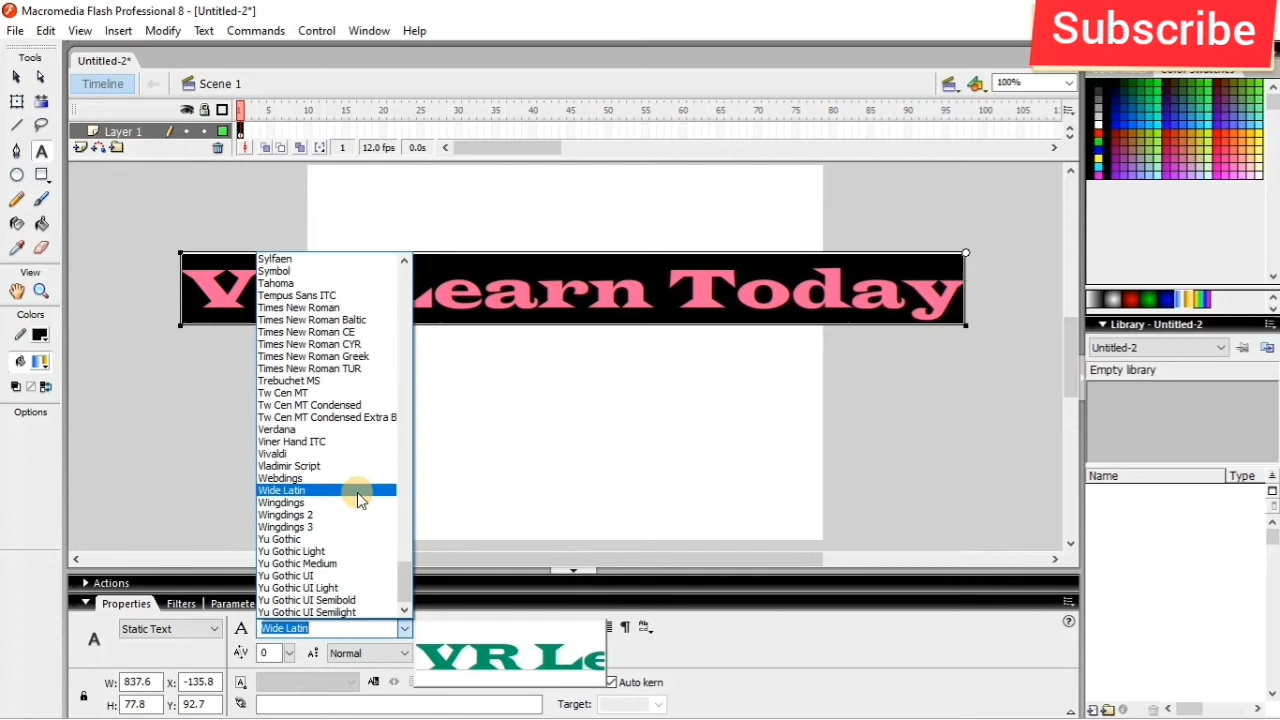 Macromedia Flash Professional 8 - [Untitled-2*]
Subscribe
File Edit View Insert Modify Text Commands Control Window Help
Tools
Untitled-2*
Timeline
Scene 1
100%
Color Swatches
5 10 15 20 25 30 35 40 45 50 55 60 65 70 75 80 85 90 95 100
Layer 1
1 12.0 fps 0.0s
V Learn Today
View
Colors
Options
Sylfaen
Symbol
Tahoma
Tempus Sans ITC
Times New Roman
Times New Roman Baltic
Times New Roman CE
Times New Roman CYR
Times New Roman Greek
Times New Roman TUR
Trebuchet MS
Tw Cen MT
Tw Cen MT Condensed
Tw Cen MT Condensed Extra B
Verdana
Viner Hand ITC
Vivaldi
Vladimir Script
Webdings
Wide Latin
Wingdings
Wingdings 2
Wingdings 3
Yu Gothic
Yu Gothic Light
Yu Gothic Medium
Yu Gothic UI
Yu Gothic UI Light
Yu Gothic UI Semibold
Yu Gothic UI Semilight
Library - Untitled-2
Untitled-2
Empty library
Name Type
Actions
Properties Filters Paramete
A Static Text A Wide Latin
VR Le
A|V 0 Normal
W: 837.6 X: -135.8
Auto kern
H: 77.8 Y: 92.7
Target: